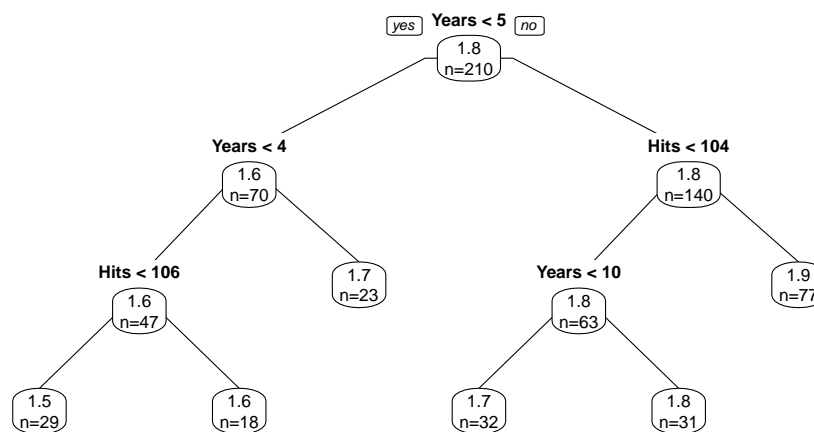 yes Years < 5 no
1.8
n=210
Years < 4
Hits < 104
1.6
n=70
1.8
n=140
Hits < 106
1.7
n=23
Years < 10
1.9
n=77
1.6
n=47
1.8
n=63
1.5
n=29
1.6
n=18
1.7
n=32
1.8
n=31